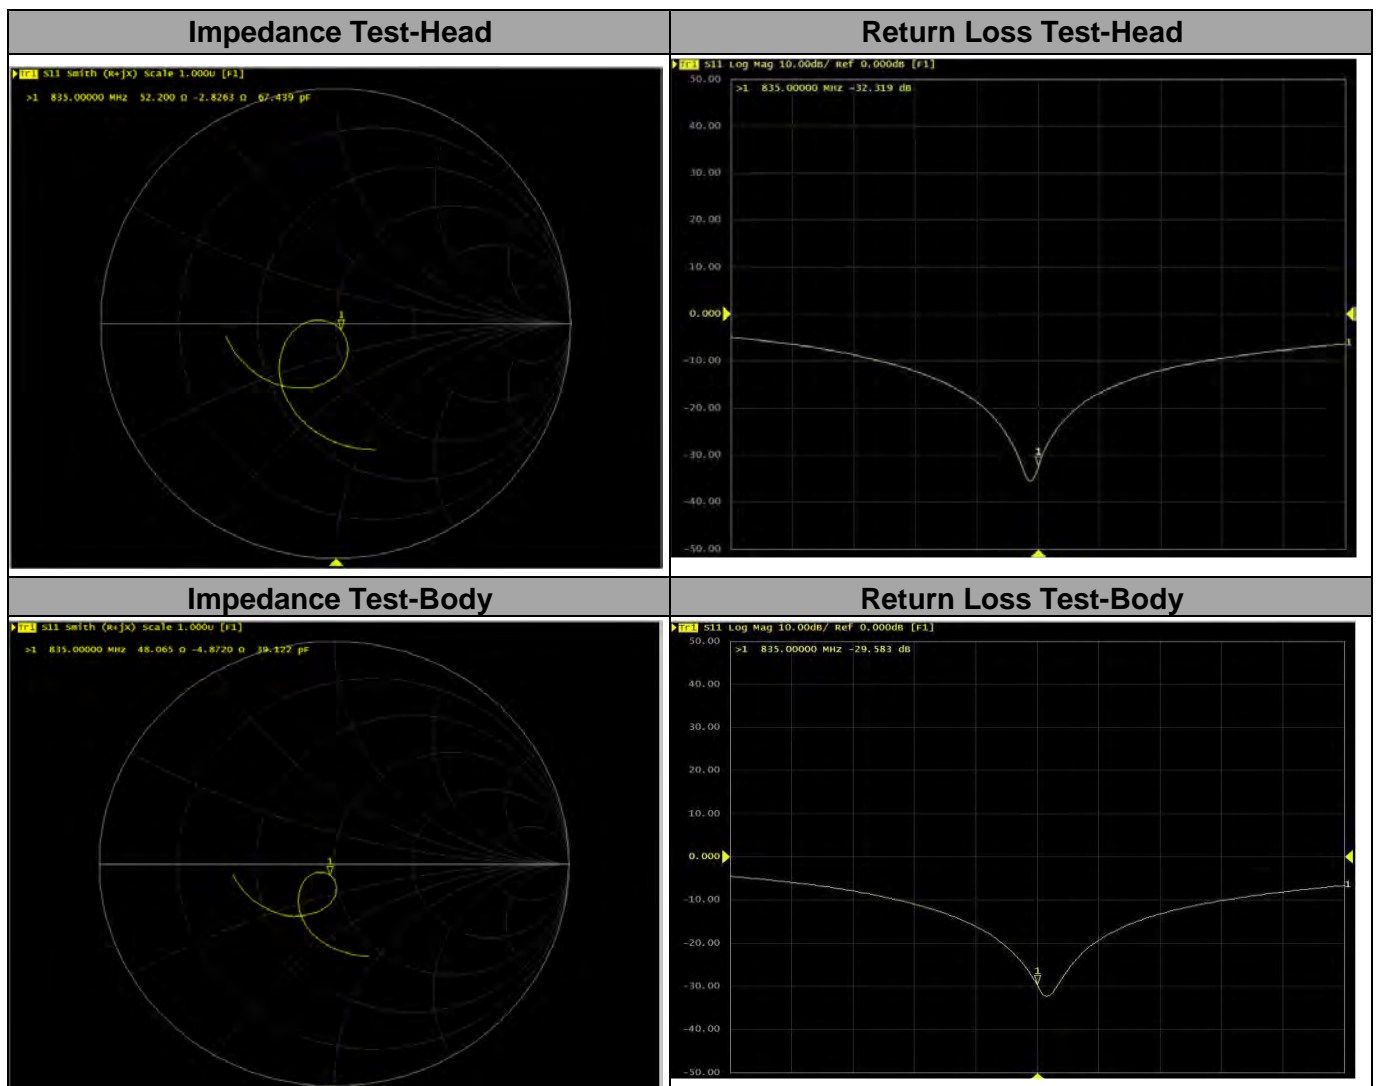 Impedance Test-Head
Return Loss Test-Head
Tr1 S11 Smith (R+jX) Scale 1.000U [F1]
>1 835.00000 MHz 52.200 Ω -2.8263 Ω 67.439 pF
1
Tr1 S11 Log Mag 10.00dB/ Ref 0.000dB [F1]
50.00
>1 835.00000 MHz -32.319 dB
40.00
30.00
20.00
10.00
0.000
1
-10.00
-20.00
-30.00
1
-40.00
-50.00
Impedance Test-Body
Return Loss Test-Body
Tr1 S11 Smith (R+jX) Scale 1.000U [F1]
>1 835.00000 MHz 48.065 Ω -4.8720 Ω 39.122 pF
1
Tr1 S11 Log Mag 10.00dB/ Ref 0.000dB [F1]
50.00
>1 835.00000 MHz -29.583 dB
40.00
30.00
20.00
10.00
0.000
1
-10.00
-20.00
1
-30.00
-40.00
-50.00